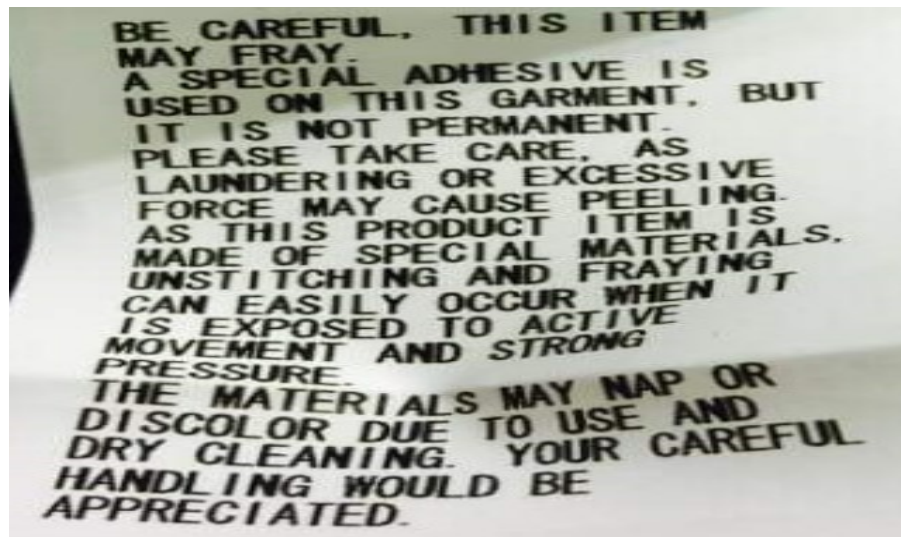 BE CAREFUL, THIS ITEM
MAY FRAY.
A SPECIAL ADHESIVE IS
USED ON THIS GARMENT, BUT
IT IS NOT PERMANENT.
PLEASE TAKE CARE, AS
LAUNDERING OR EXCESSIVE
FORCE MAY CAUSE PEELING.
AS THIS PRODUCT ITEM IS
MADE OF SPECIAL MATERIALS,
UNSTITCHING AND FRAYING
CAN EASILY OCCUR WHEN IT
IS EXPOSED TO ACTIVE
MOVEMENT AND STRONG
PRESSURE.
THE MATERIALS MAY NAP OR
DISCOLOR DUE TO USE AND
DRY CLEANING. YOUR CAREFUL
HANDLING WOULD BE
APPRECIATED.